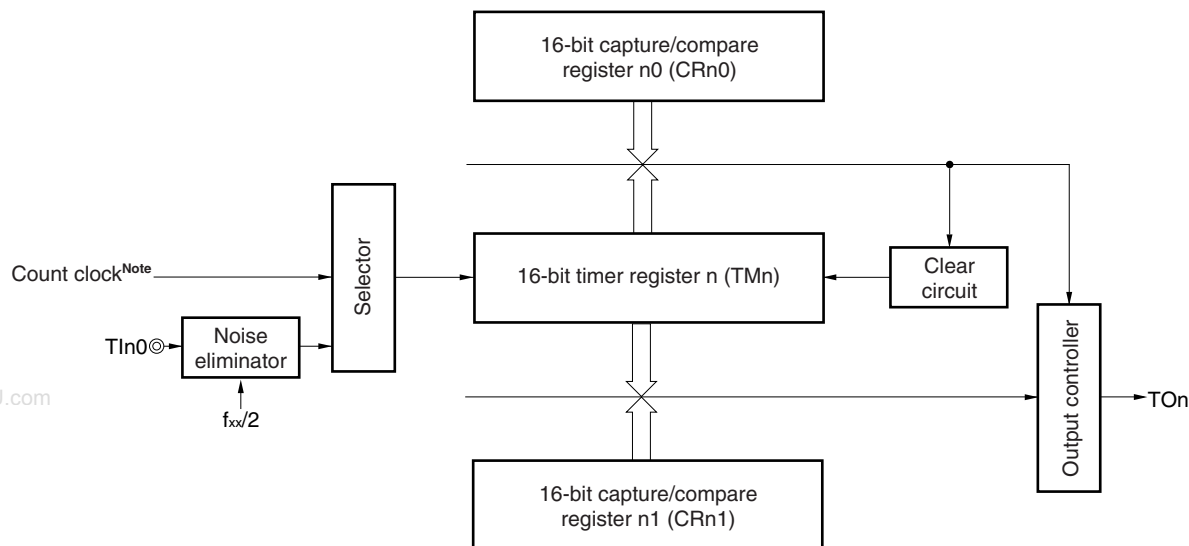 16-bit capture/compare
register n0 (CRn0)
Selector
Count clockNote
16-bit timer register n (TMn)
Clear
circuit
TIn0
Noise
eliminator
fxx/2
Output controller
TOn
16-bit capture/compare
register n1 (CRn1)